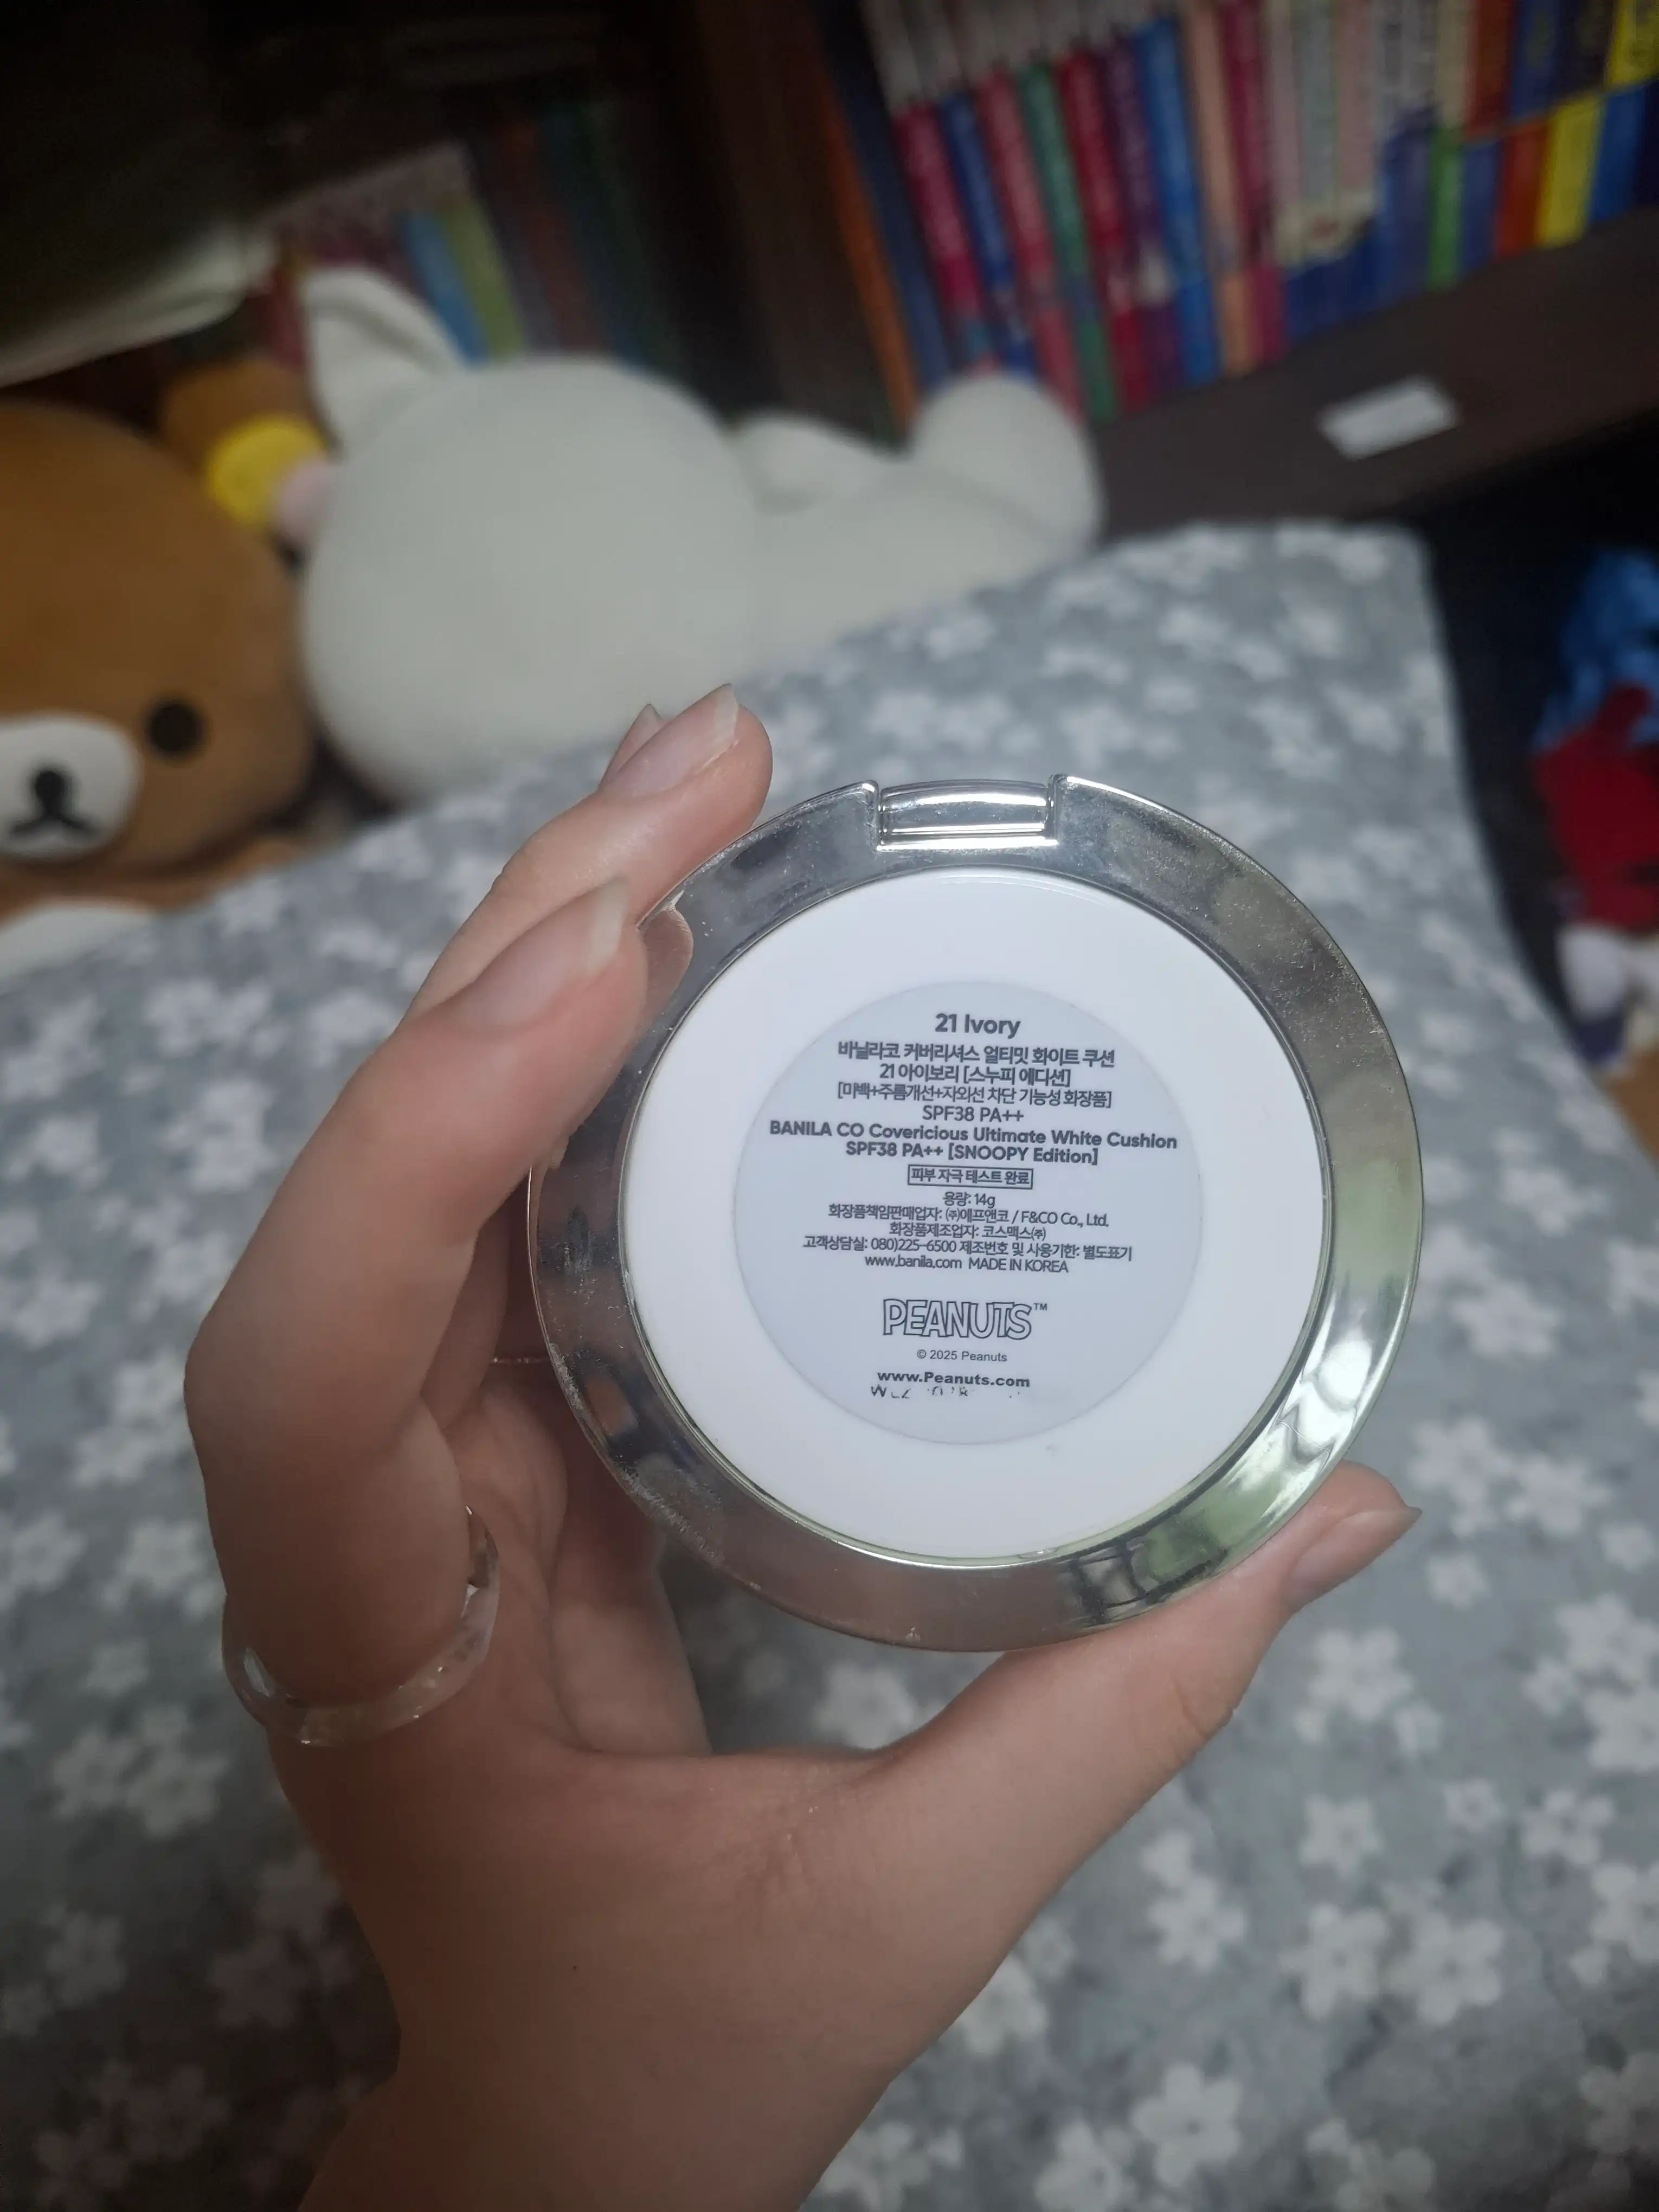 21 Ivory
바닐라코 커버리셔스 얼티밋 화이트 쿠션
21 아이보리 [스누피 에디션]
[미백+주름개선+자외선 차단 기능성 화장품]
SPF38 PA++
BANILA CO Covericious Ultimate White Cushion
SPF38 PA++ [SNOOPY Edition]
피부 자극 테스트 완료
용량: 14g
화장품책임판매업자: ㈜에프앤코 / F&CO Co., Ltd.
화장품제조업자: 코스맥스㈜
고객상담실: 080)225-6500 제조번호 및 사용기한: 별도표기
www.banila.com MADE IN KOREA
PEANUTS™
© 2025 Peanuts
www.Peanuts.com